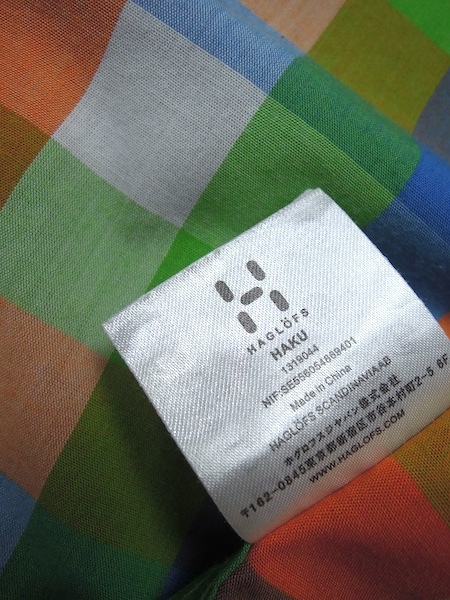 HAGLÖFS
HAKU
1319044
NIF:SE556054869401
Made in China
HAGLÖFS SCANDINAVIA AB
ホグロフスジャパン株式会社
〒162-0845東京都新宿区市谷本村町2-5 6F
WWW.HAGLOFS.COM